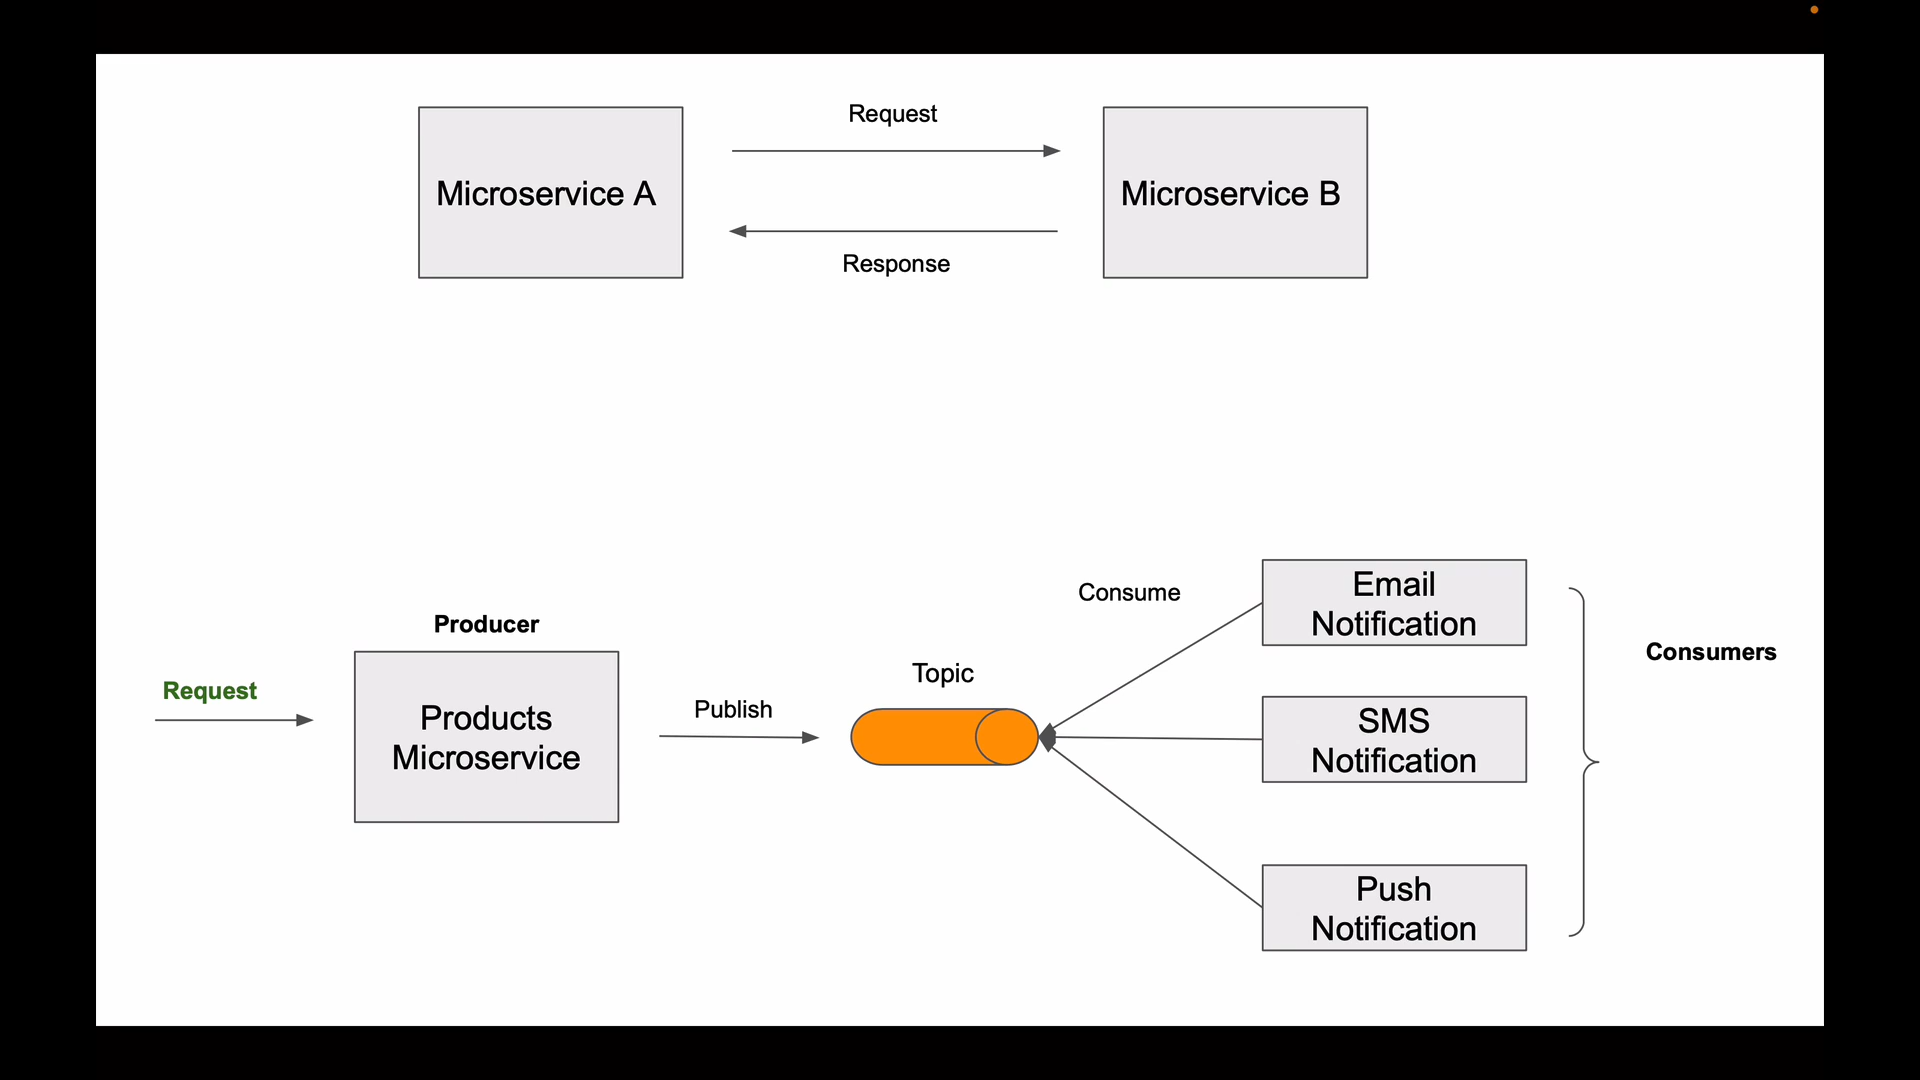 Request
Microservice A
Microservice B
Response
Email
Notification
Consume
Producer
Consumers
Topic
Request
Publish
Products
Microservice
SMS
Notification
Push
Notification